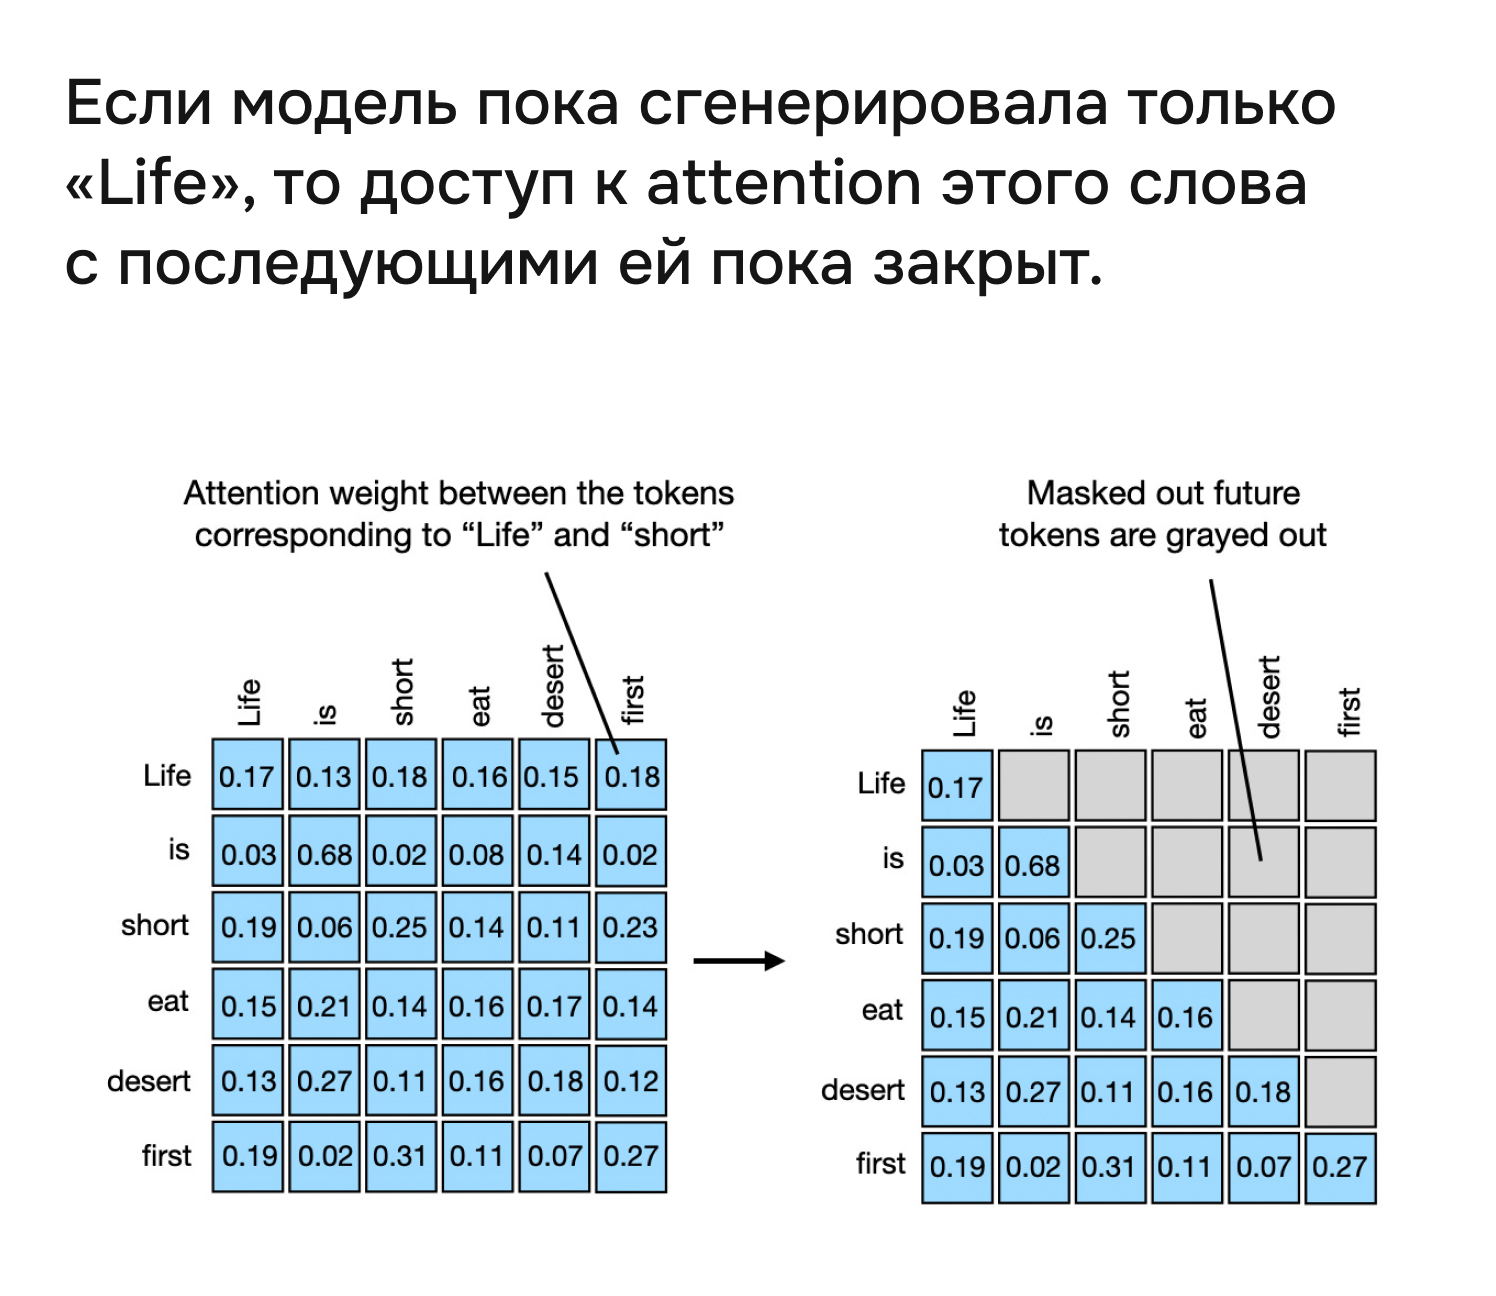 Если модель пока сгенерировала только
«Life», то доступ к attention этого слова
с последующими ей пока закрыт.
Attention weight between the tokens
corresponding to “Life” and “short”
Masked out future
tokens are grayed out
Life is short eat desert first
Life 0.17 0.13 0.18 0.16 0.15 0.18
is 0.03 0.68 0.02 0.08 0.14 0.02
short 0.19 0.06 0.25 0.14 0.11 0.23
eat 0.15 0.21 0.14 0.16 0.17 0.14
desert 0.13 0.27 0.11 0.16 0.18 0.12
first 0.19 0.02 0.31 0.11 0.07 0.27
Life is short eat desert first
Life 0.17
is 0.03 0.68
short 0.19 0.06 0.25
eat 0.15 0.21 0.14 0.16
desert 0.13 0.27 0.11 0.16 0.18
first 0.19 0.02 0.31 0.11 0.07 0.27